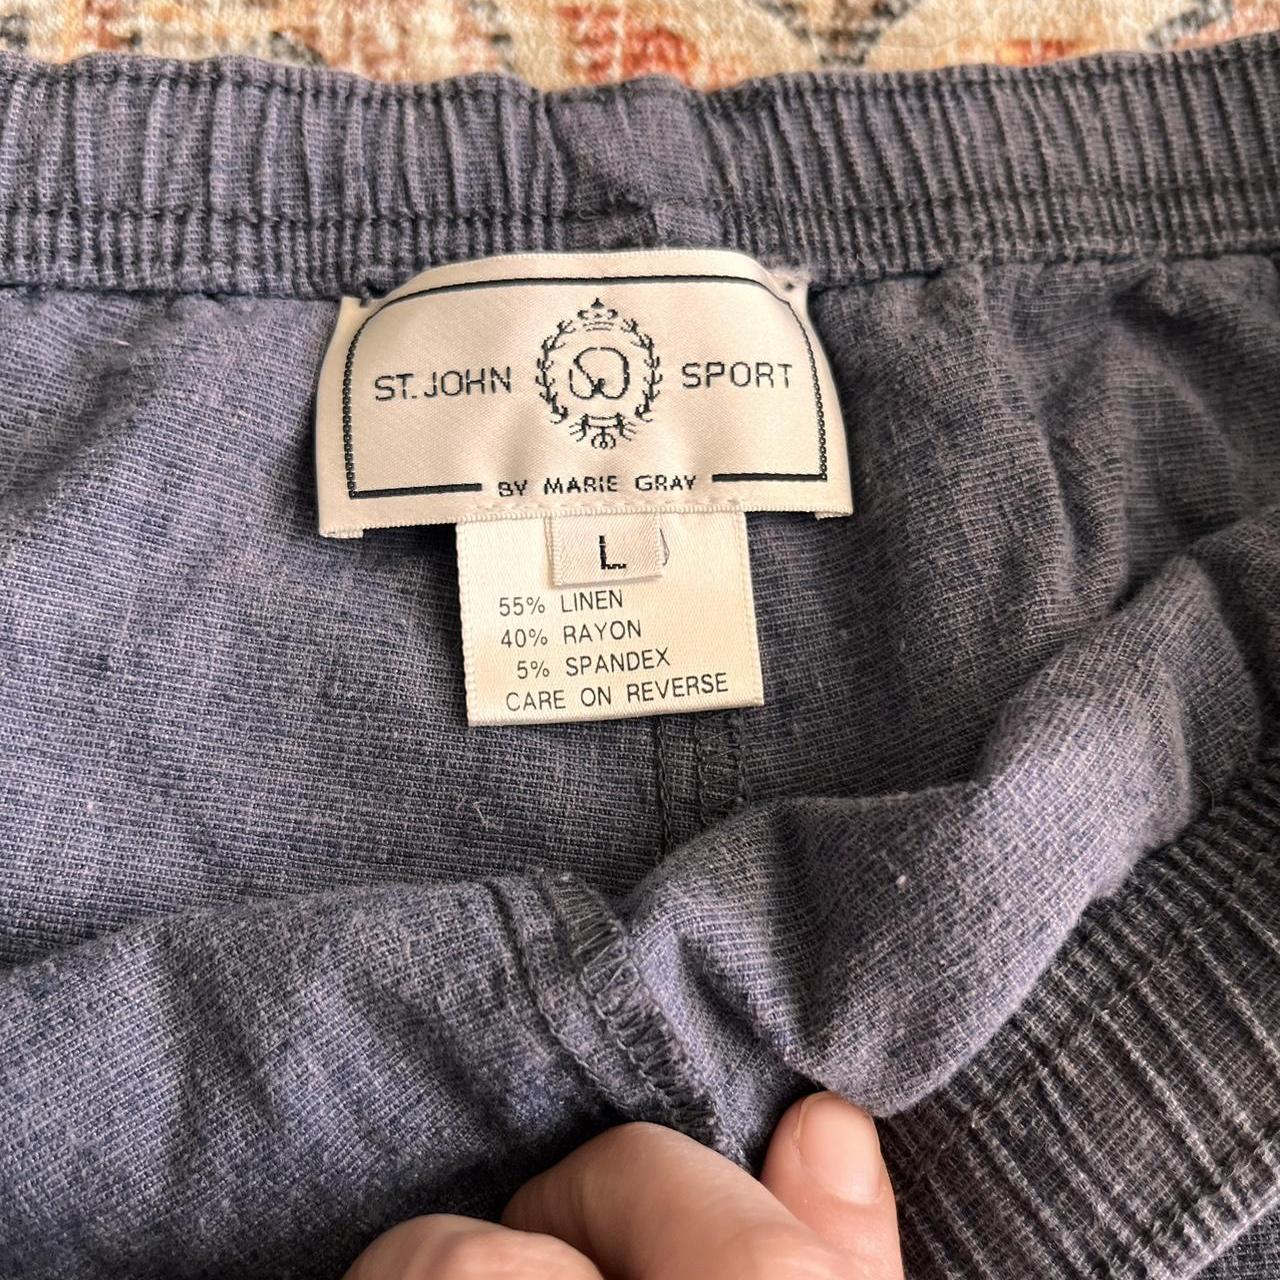 ST. JOHN SPORT
BY MARIE GRAY
L
55% LINEN
40% RAYON
5% SPANDEX
CARE ON REVERSE